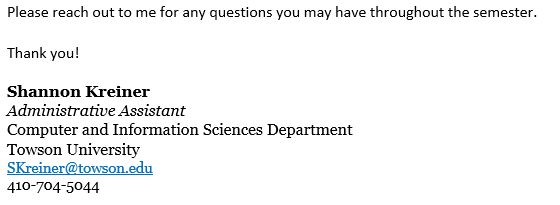 Please reach out to me for any questions you may have throughout the semester.
Thank you!
Shannon Kreiner
Administrative Assistant
Computer and Information Sciences Department
Towson University
SKreiner@towson.edu
410-704-5044